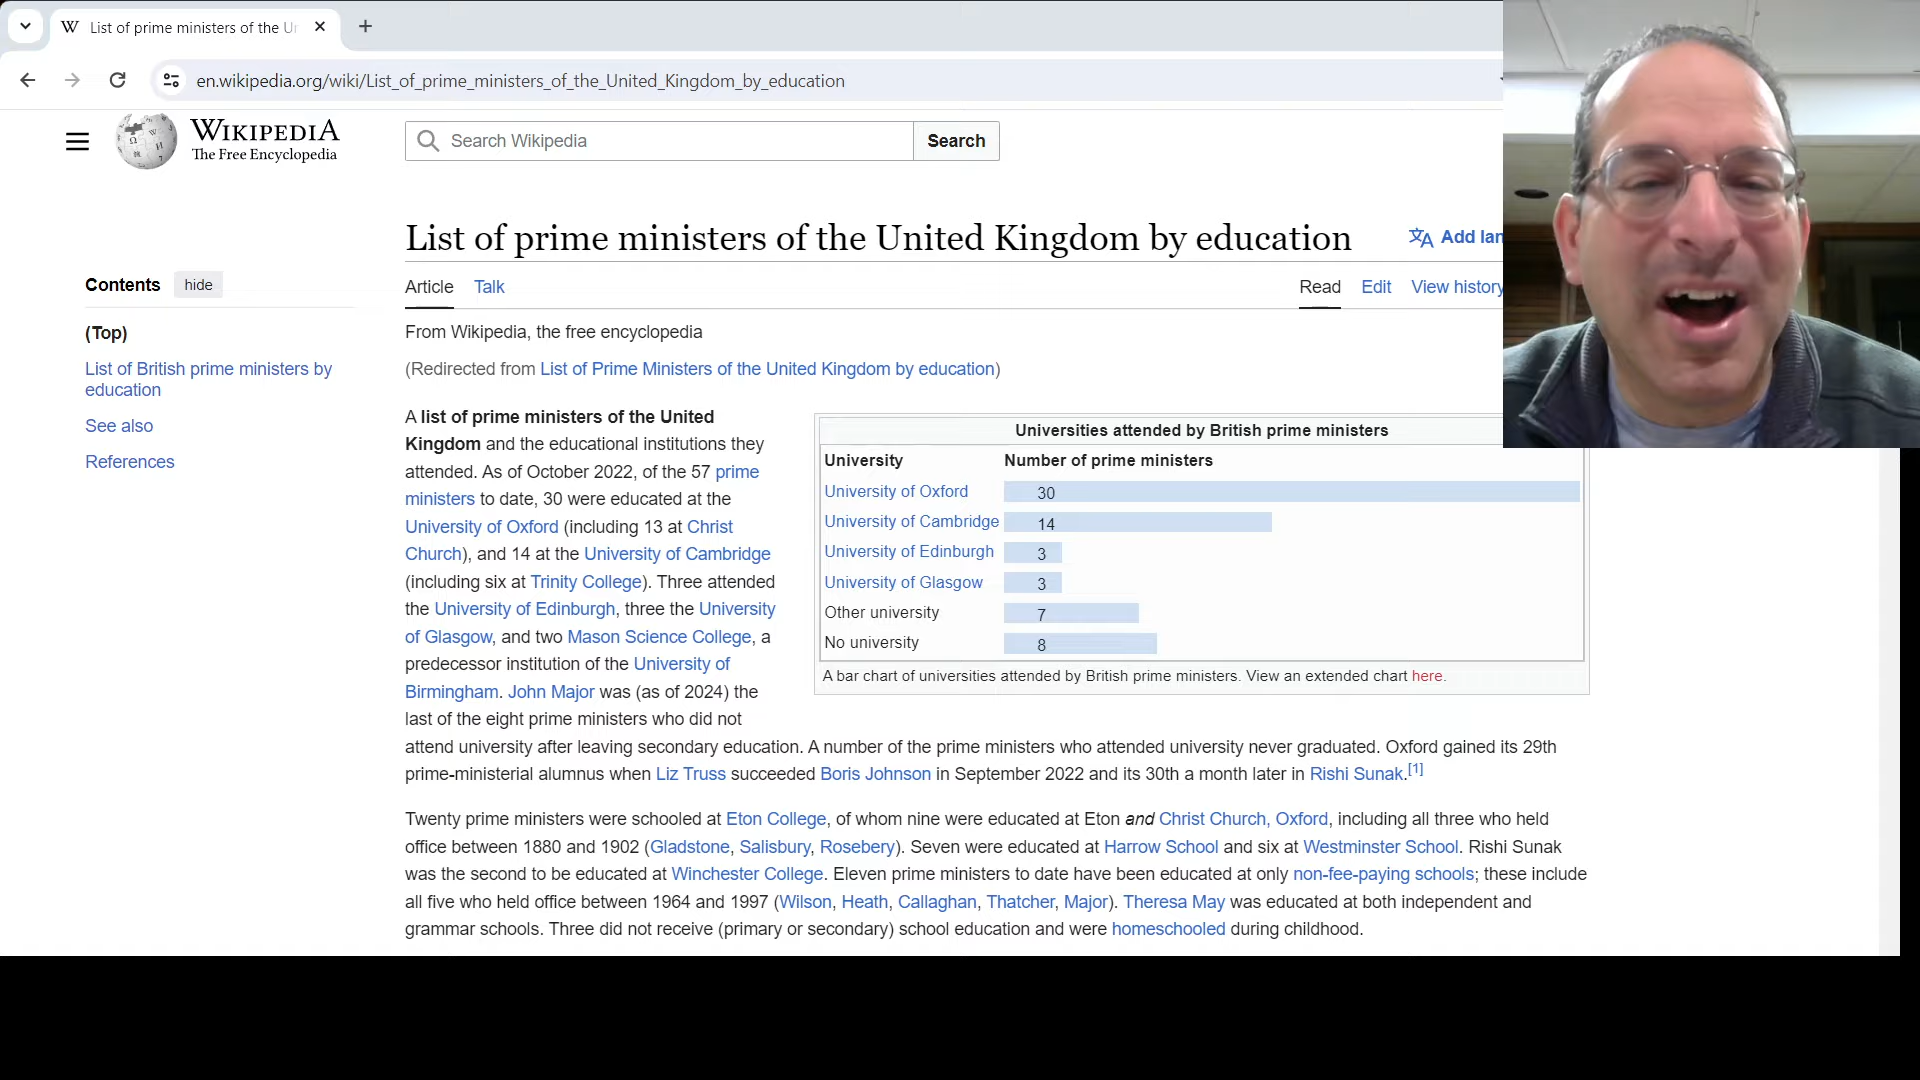 List of prime ministers of the Un
en.wikipedia.org/wiki/List_of_prime_ministers_of_the_United_Kingdom_by_education
WIKIPEDIA
The Free Encyclopedia
Search Wikipedia
Search
List of prime ministers of the United Kingdom by education
Add lan
Contents hide
Article Talk
Read Edit View history
(Top)
List of British prime ministers by
education
See also
References
From Wikipedia, the free encyclopedia
(Redirected from List of Prime Ministers of the United Kingdom by education)
A list of prime ministers of the United
Kingdom and the educational institutions they
attended. As of October 2022, of the 57 prime
ministers to date, 30 were educated at the
University of Oxford (including 13 at Christ
Church), and 14 at the University of Cambridge
(including six at Trinity College). Three attended
the University of Edinburgh, three the University
of Glasgow, and two Mason Science College, a
predecessor institution of the University of
Birmingham. John Major was (as of 2024) the
last of the eight prime ministers who did not
attend university after leaving secondary education. A number of the prime ministers who attended university never graduated. Oxford gained its 29th
prime-ministerial alumnus when Liz Truss succeeded Boris Johnson in September 2022 and its 30th a month later in Rishi Sunak.[1]
Universities attended by British prime ministers
University Number of prime ministers
University of Oxford 30
University of Cambridge 14
University of Edinburgh 3
University of Glasgow 3
Other university 7
No university 8
A bar chart of universities attended by British prime ministers. View an extended chart here.
Twenty prime ministers were schooled at Eton College, of whom nine were educated at Eton and Christ Church, Oxford, including all three who held
office between 1880 and 1902 (Gladstone, Salisbury, Rosebery). Seven were educated at Harrow School and six at Westminster School. Rishi Sunak
was the second to be educated at Winchester College. Eleven prime ministers to date have been educated at only non-fee-paying schools; these include
all five who held office between 1964 and 1997 (Wilson, Heath, Callaghan, Thatcher, Major). Theresa May was educated at both independent and
grammar schools. Three did not receive (primary or secondary) school education and were homeschooled during childhood.